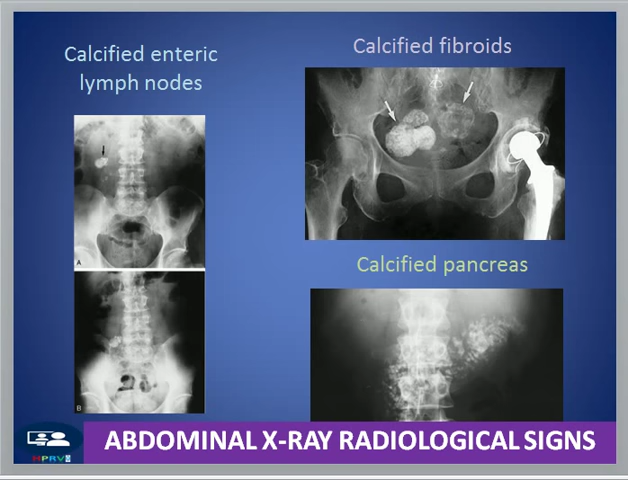 Calcified enteric
lymph nodes
Calcified fibroids
A
Calcified pancreas
B
ABDOMINAL X-RAY RADIOLOGICAL SIGNS